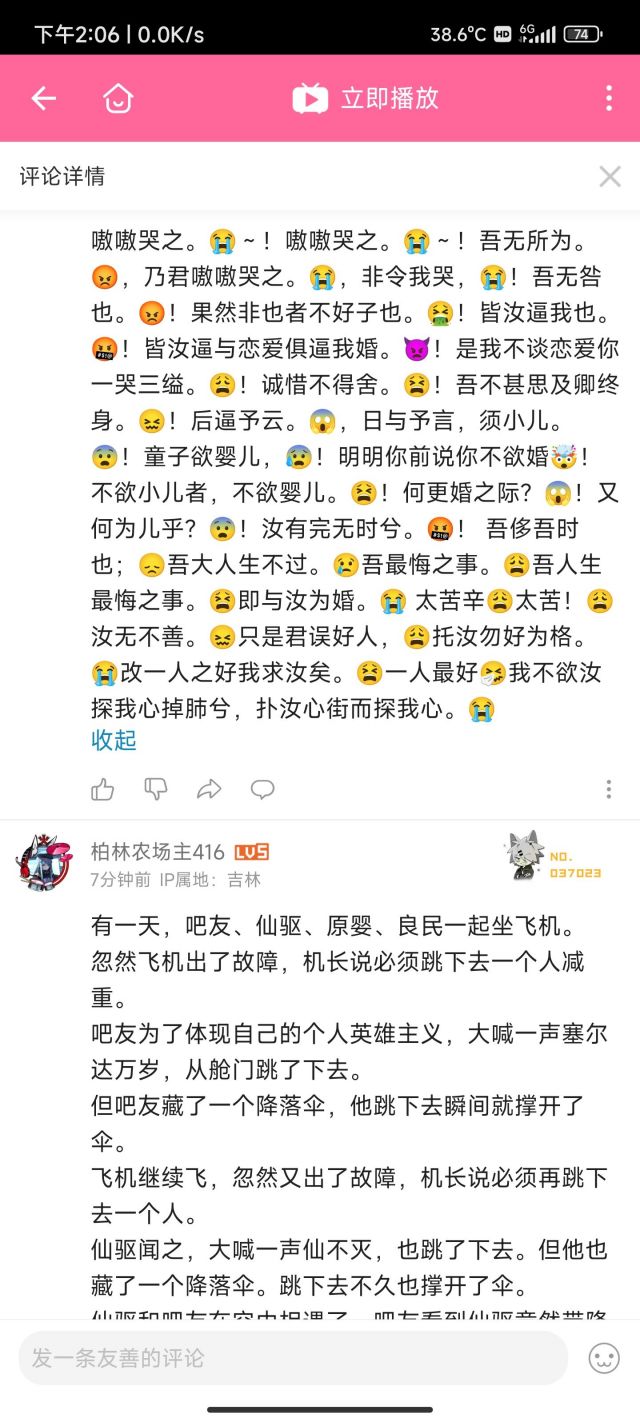 下午2:06 | 0.0K/s
38.6℃ HD 6G 74
立即播放
评论详情
嗷嗷哭之。😭~！嗷嗷哭之。😭~！吾无所为。
😡，乃君嗷嗷哭之。😭，非令我哭，😭！吾无咎
也。😡！果然非也者不好子也。🤮！皆汝逼我也。
🤬！皆汝逼与恋爱俱逼我婚。👿！是我不谈恋爱你
一哭三缢。😩！诚惜不得舍。😫！吾不甚思及卿终
身。😖！后逼予云。😱，日与予言，须小儿。
😨！童子欲婴儿，😰！明明你前说你不欲婚🤯！
不欲小儿者，不欲婴儿。😫！何更婚之际？😱！又
何为儿乎？😨！汝有完无时兮。🤬！ 吾侈吾时
也；😞吾大人生不过。😢吾最悔之事。😩吾人生
最悔之事。😫即与汝为婚。😭 太苦辛😩太苦！😩
汝无不善。😖只是君误好人，😩托汝勿好为格。
😭改一人之好我求汝矣。😫一人最好🤧我不欲汝
探我心掉肺兮，扑汝心街而探我心。😭
收起
柏林农场主416 LV5
7分钟前 IP属地：吉林
NO.
037023
有一天，吧友、仙驱、原婴、良民一起坐飞机。
忽然飞机出了故障，机长说必须跳下去一个人减
重。
吧友为了体现自己的个人英雄主义，大喊一声塞尔
达万岁，从舱门跳了下去。
但吧友藏了一个降落伞，他跳下去瞬间就撑开了
伞。
飞机继续飞，忽然又出了故障，机长说必须再跳下
去一个人。
仙驱闻之，大喊一声仙不灭，也跳了下去。但他也
藏了一个降落伞。跳下去不久也撑开了伞。
仙驱和吧友在空中相遇了，吧友看到仙驱竟然带降
发一条友善的评论